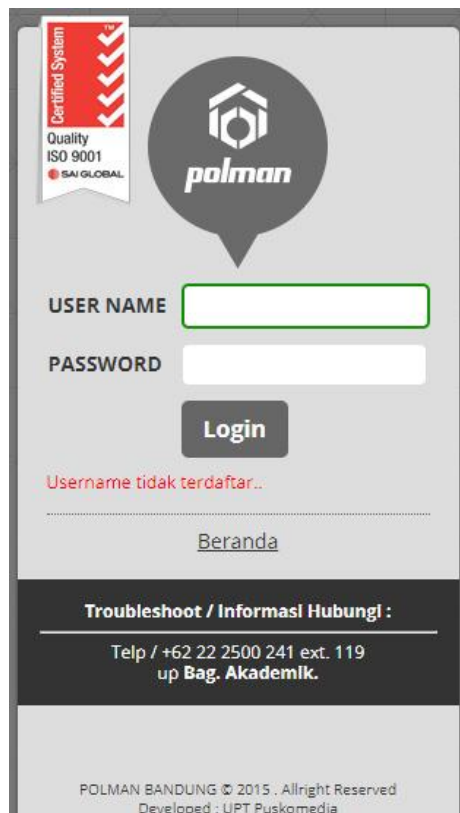 Certified System
TM
Quality
ISO 9001
SAI GLOBAL
polman
USER NAME
PASSWORD
Login
Username tidak terdaftar..
Beranda
Troubleshoot / Informasi Hubungi :
Telp / +62 22 2500 241 ext. 119
up Bag. Akademik.
POLMAN BANDUNG © 2015 . Allright Reserved
Developed : UPT Puskomedia